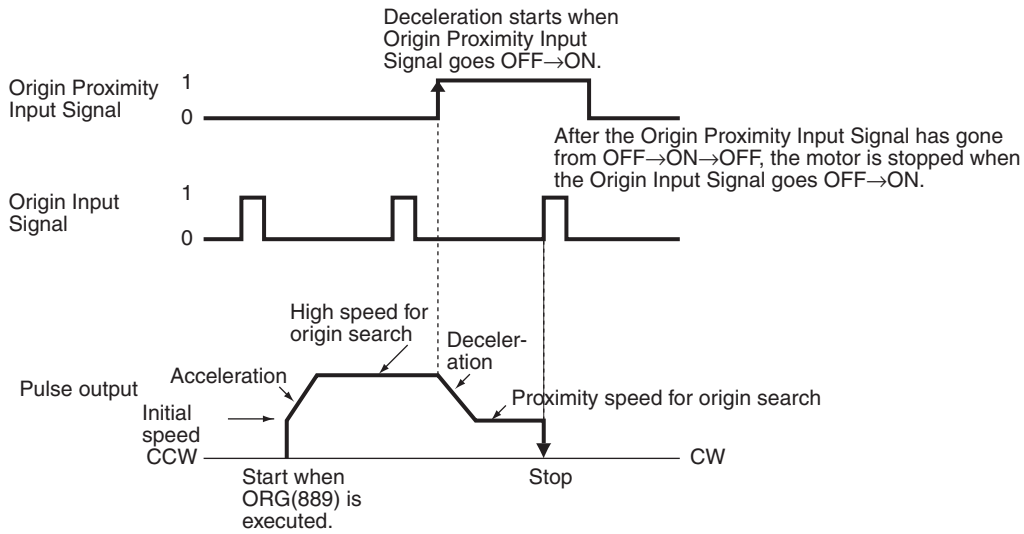 Deceleration starts when
Origin Proximity Input
Signal goes OFF→ON.
Origin Proximity
Input Signal
1
0
After the Origin Proximity Input Signal has gone
from OFF→ON→OFF, the motor is stopped when
the Origin Input Signal goes OFF→ON.
Origin Input
Signal
1
0
High speed for
origin search
Deceler-
ation
Acceleration
Pulse output
Proximity speed for origin search
Initial
speed
CCW
CW
Start when
ORG(889) is
executed.
Stop